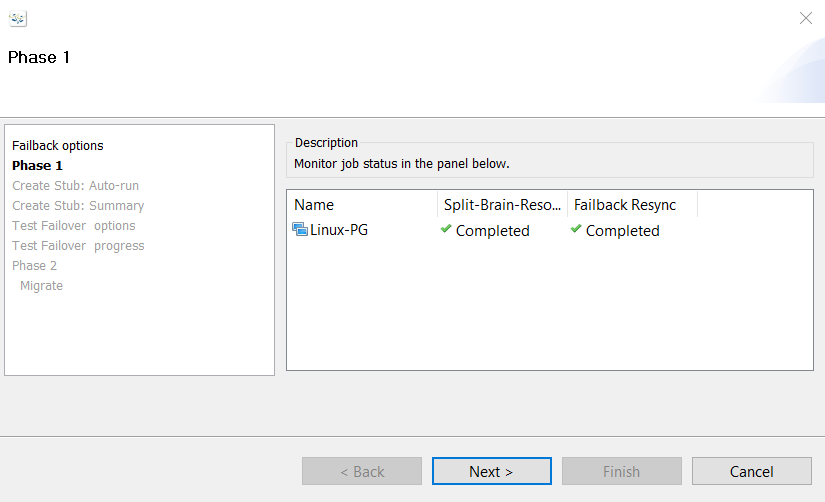 Phase 1
Failback options
Phase 1
Create Stub: Auto-run
Create Stub: Summary
Test Failover  options
Test Failover  progress
Phase 2
Migrate
Description
Monitor job status in the panel below.
Name Split-Brain-Reso... Failback Resync
Linux-PG Completed Completed
< Back Next > Finish Cancel